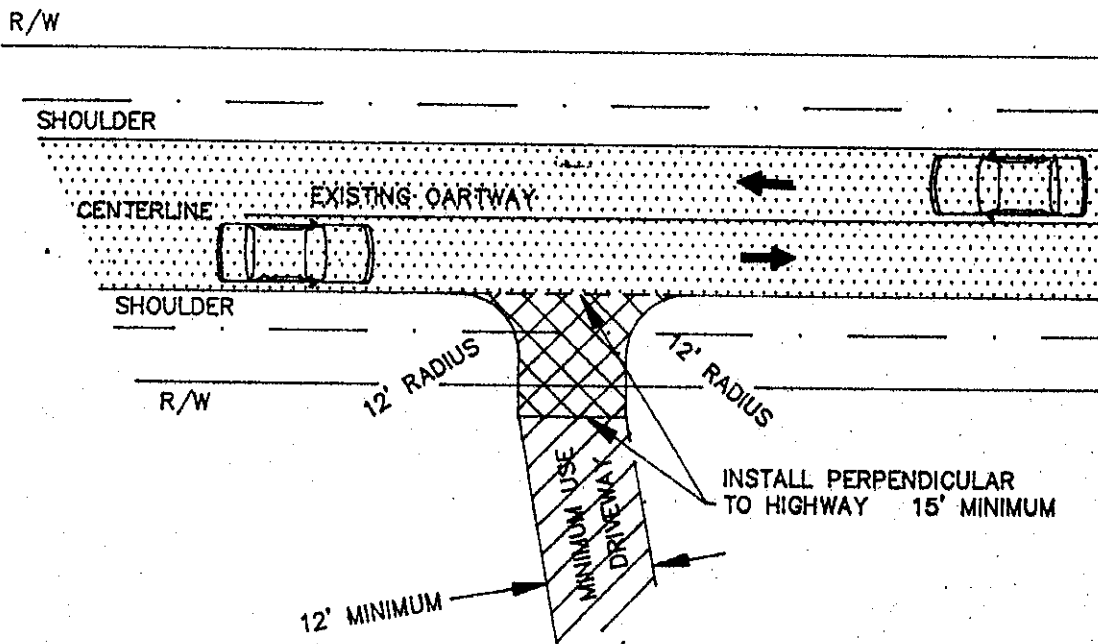 R/W
SHOULDER
EXISTING OARTWAY
CENTERLINE
SHOULDER
R/W
12' RADIUS
12' RADIUS
MINIMUM USE
DRIVEWAY
INSTALL PERPENDICULAR
TO HIGHWAY 15' MINIMUM
12' MINIMUM